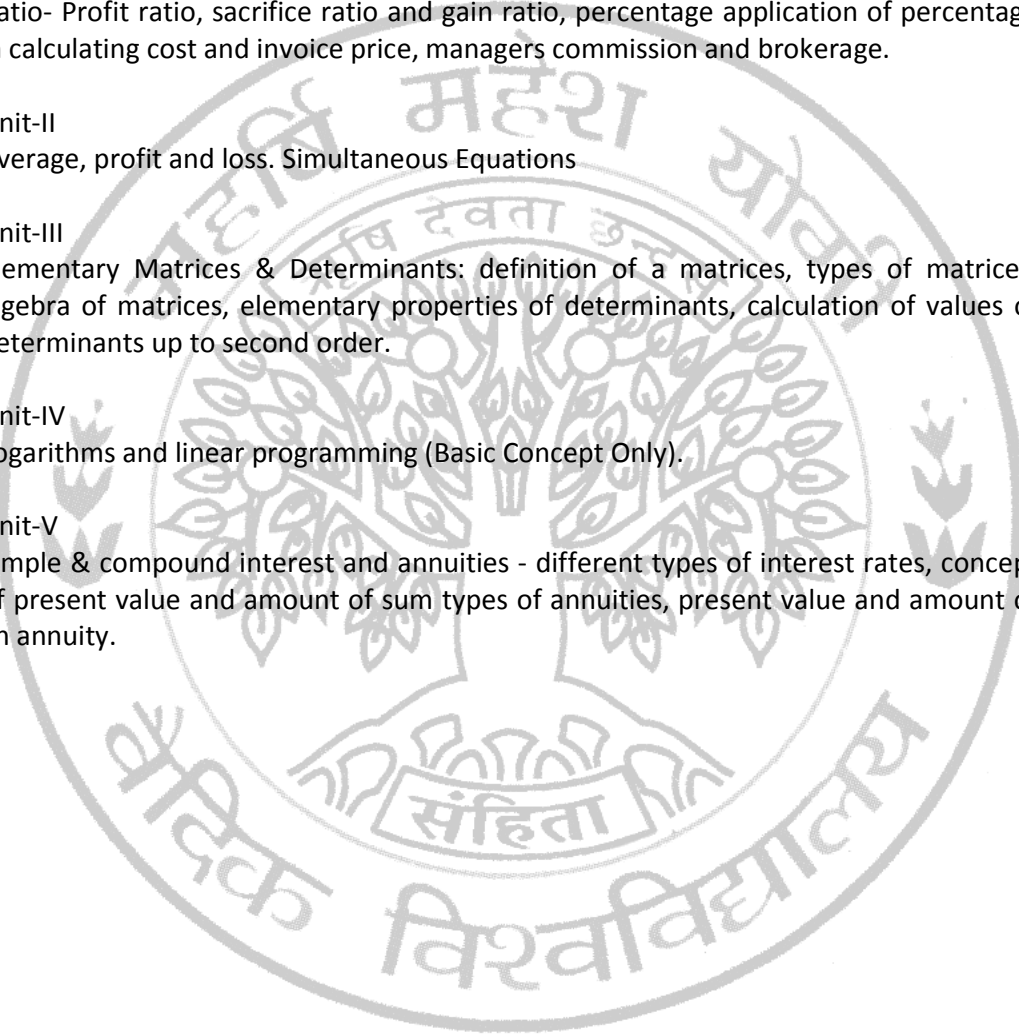 atio- Profit ratio, sacrifice ratio and gain ratio, percentage application of percentag
calculating cost and invoice price, managers commission and brokerage.
nit-II
verage, profit and loss. Simultaneous Equations
nit-III
ementary Matrices & Determinants: definition of a matrices, types of matrice
gebra of matrices, elementary properties of determinants, calculation of values o
eterminants up to second order.
nit-IV
ogarithms and linear programming (Basic Concept Only).
nit-V
mple & compound interest and annuities - different types of interest rates, concep
f present value and amount of sum types of annuities, present value and amount o
n annuity.
महर्षि महेश योगी
ऋषि देवता
संहिता
वैदिक विश्वविद्यालय